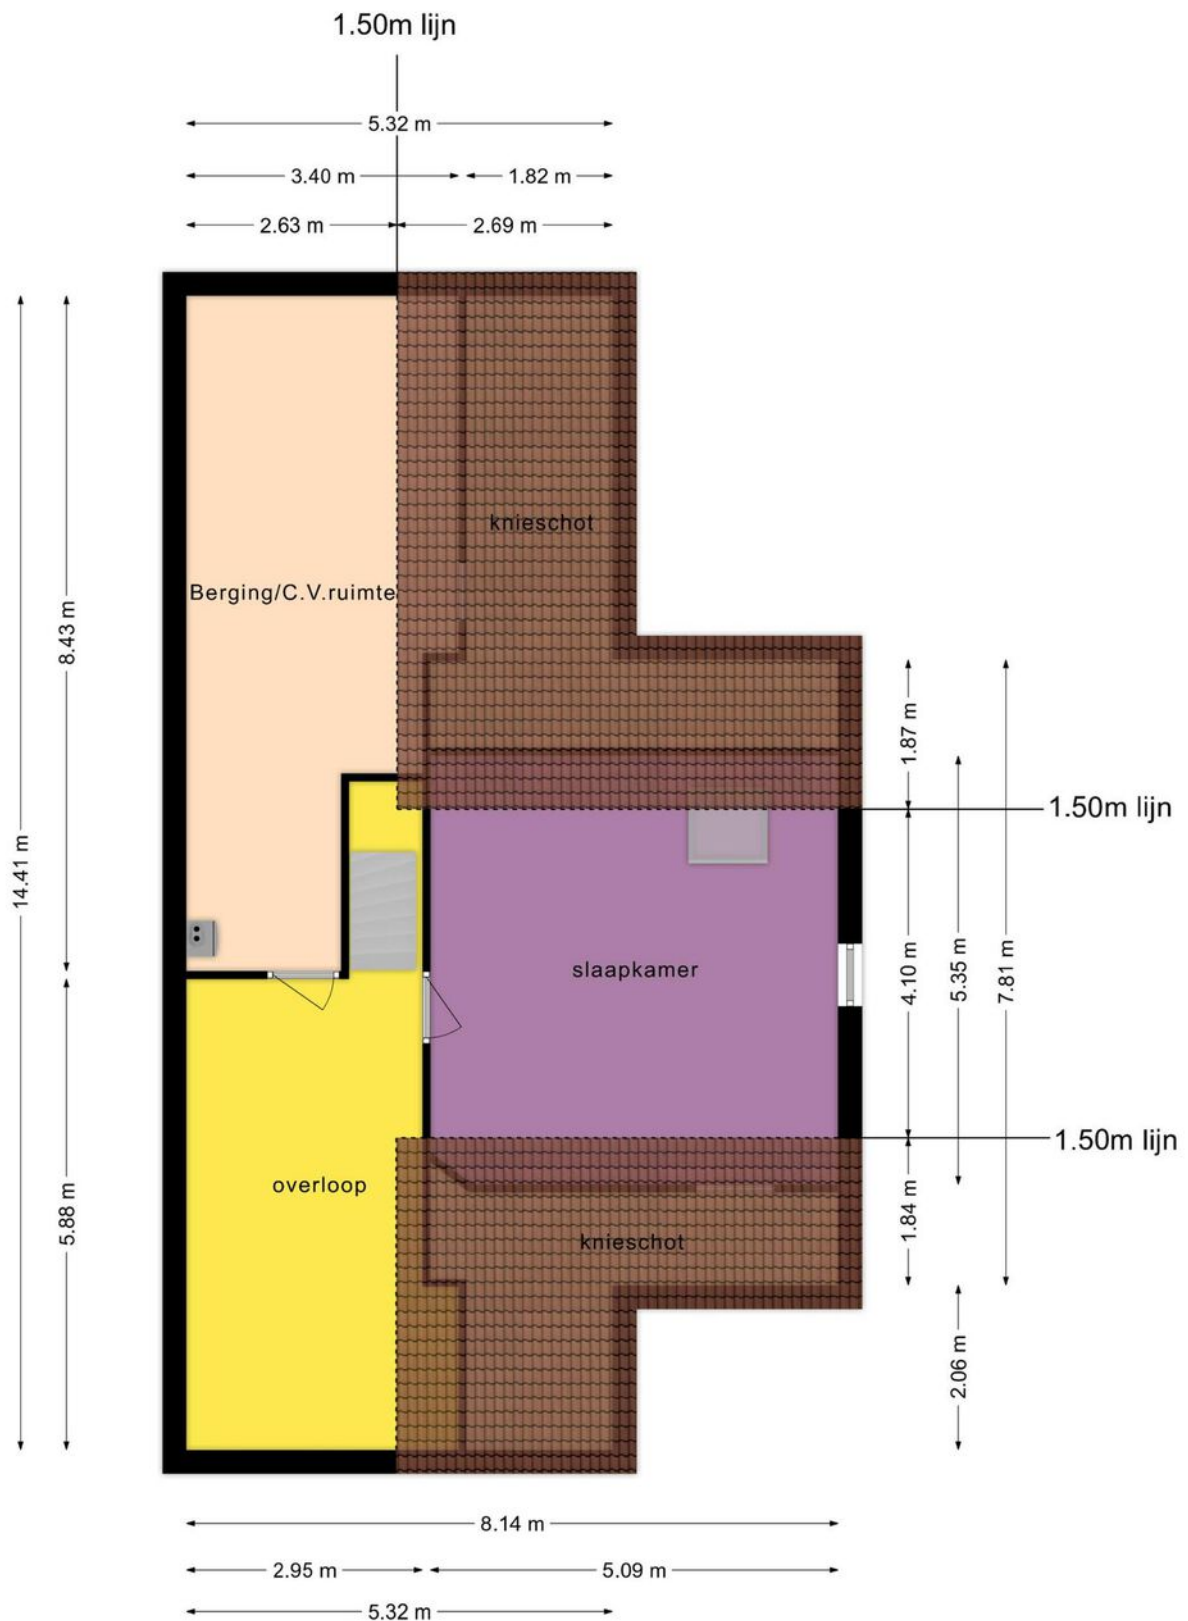 1.50m lijn
5.32 m
3.40 m
1.82 m
2.63 m
2.69 m
knieschot
Berging/C.V.ruimte
8.43 m
1.87 m
1.50m lijn
14.41 m
slaapkamer
4.10 m
5.35 m
7.81 m
1.50m lijn
overloop
5.88 m
1.84 m
knieschot
2.06 m
8.14 m
2.95 m
5.09 m
5.32 m